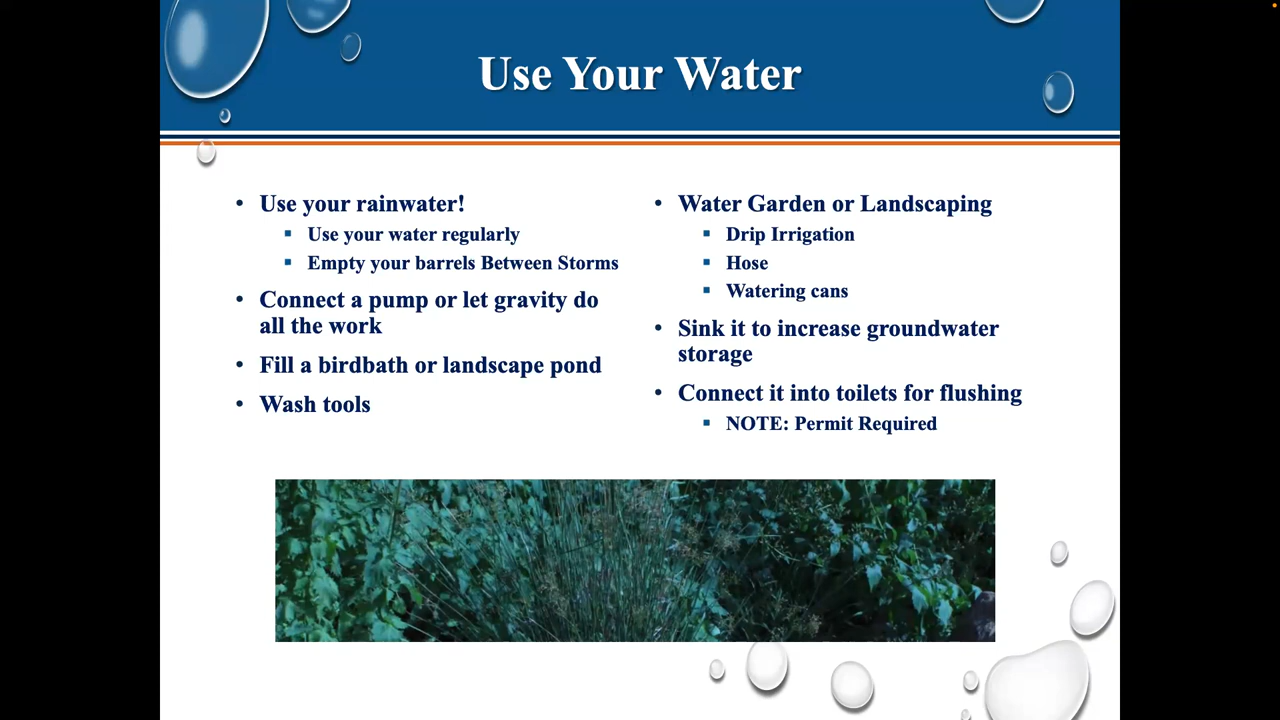 Use Your Water
• Use your rainwater!
▪ Use your water regularly
▪ Empty your barrels Between Storms
• Connect a pump or let gravity do
all the work
• Fill a birdbath or landscape pond
• Wash tools
• Water Garden or Landscaping
▪ Drip Irrigation
▪ Hose
▪ Watering cans
• Sink it to increase groundwater
storage
• Connect it into toilets for flushing
▪ NOTE: Permit Required